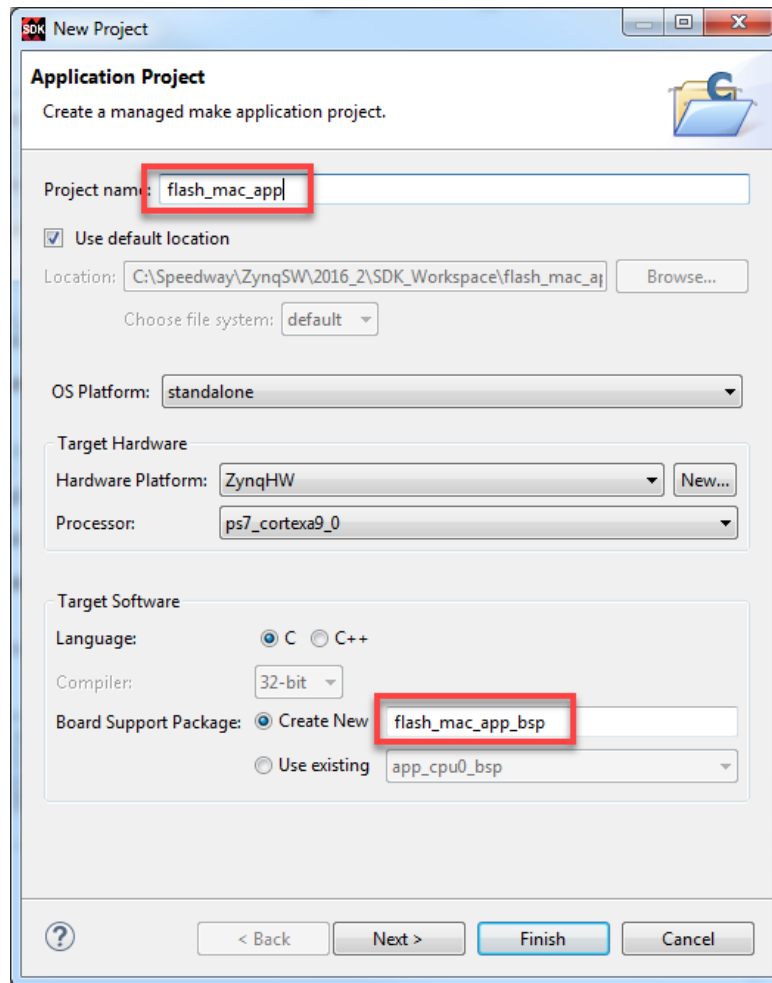 SDK New Project
Application Project
Create a managed make application project.
C
Project name: flash_mac_app
Use default location
Location: C:\Speedway\ZynqSW\2016_2\SDK_Workspace\flash_mac_a Browse...
Choose file system: default
OS Platform: standalone
Target Hardware
Hardware Platform: ZynqHW New...
Processor: ps7_cortexa9_0
Target Software
Language: C C++
Compiler: 32-bit
Board Support Package: Create New flash_mac_app_bsp
Use existing app_cpu0_bsp
? < Back Next > Finish Cancel